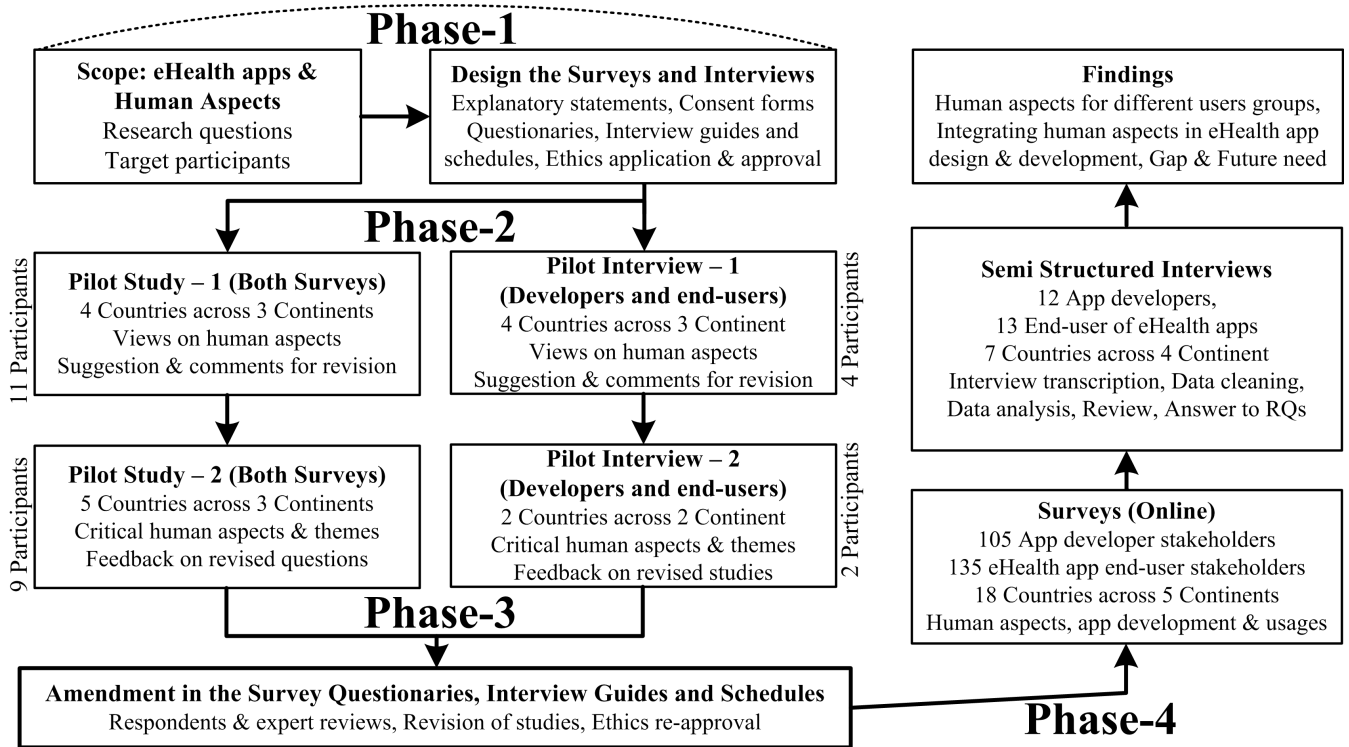 Phase-1
Scope: eHealth apps &
Human Aspects
Research questions
Target participants
Design the Surveys and Interviews
Explanatory statements, Consent forms
Questionaries, Interview guides and
schedules, Ethics application & approval
Phase-2
11 Participants
Pilot Study – 1 (Both Surveys)
4 Countries across 3 Continents
Views on human aspects
Suggestion & comments for revision
Pilot Interview – 1
(Developers and end-users)
4 Countries across 3 Continent
Views on human aspects
Suggestion & comments for revision
4 Participants
9 Participants
Pilot Study – 2 (Both Surveys)
5 Countries across 3 Continents
Critical human aspects & themes
Feedback on revised questions
Pilot Interview – 2
(Developers and end-users)
2 Countries across 2 Continent
Critical human aspects & themes
Feedback on revised studies
2 Participants
Phase-3
Amendment in the Survey Questionaries, Interview Guides and Schedules
Respondents & expert reviews, Revision of studies, Ethics re-approval
Phase-4
Surveys (Online)
105 App developer stakeholders
135 eHealth app end-user stakeholders
18 Countries across 5 Continents
Human aspects, app development & usages
Semi Structured Interviews
12 App developers,
13 End-user of eHealth apps
7 Countries across 4 Continent
Interview transcription, Data cleaning,
Data analysis, Review, Answer to RQs
Findings
Human aspects for different users groups,
Integrating human aspects in eHealth app
design & development, Gap & Future need